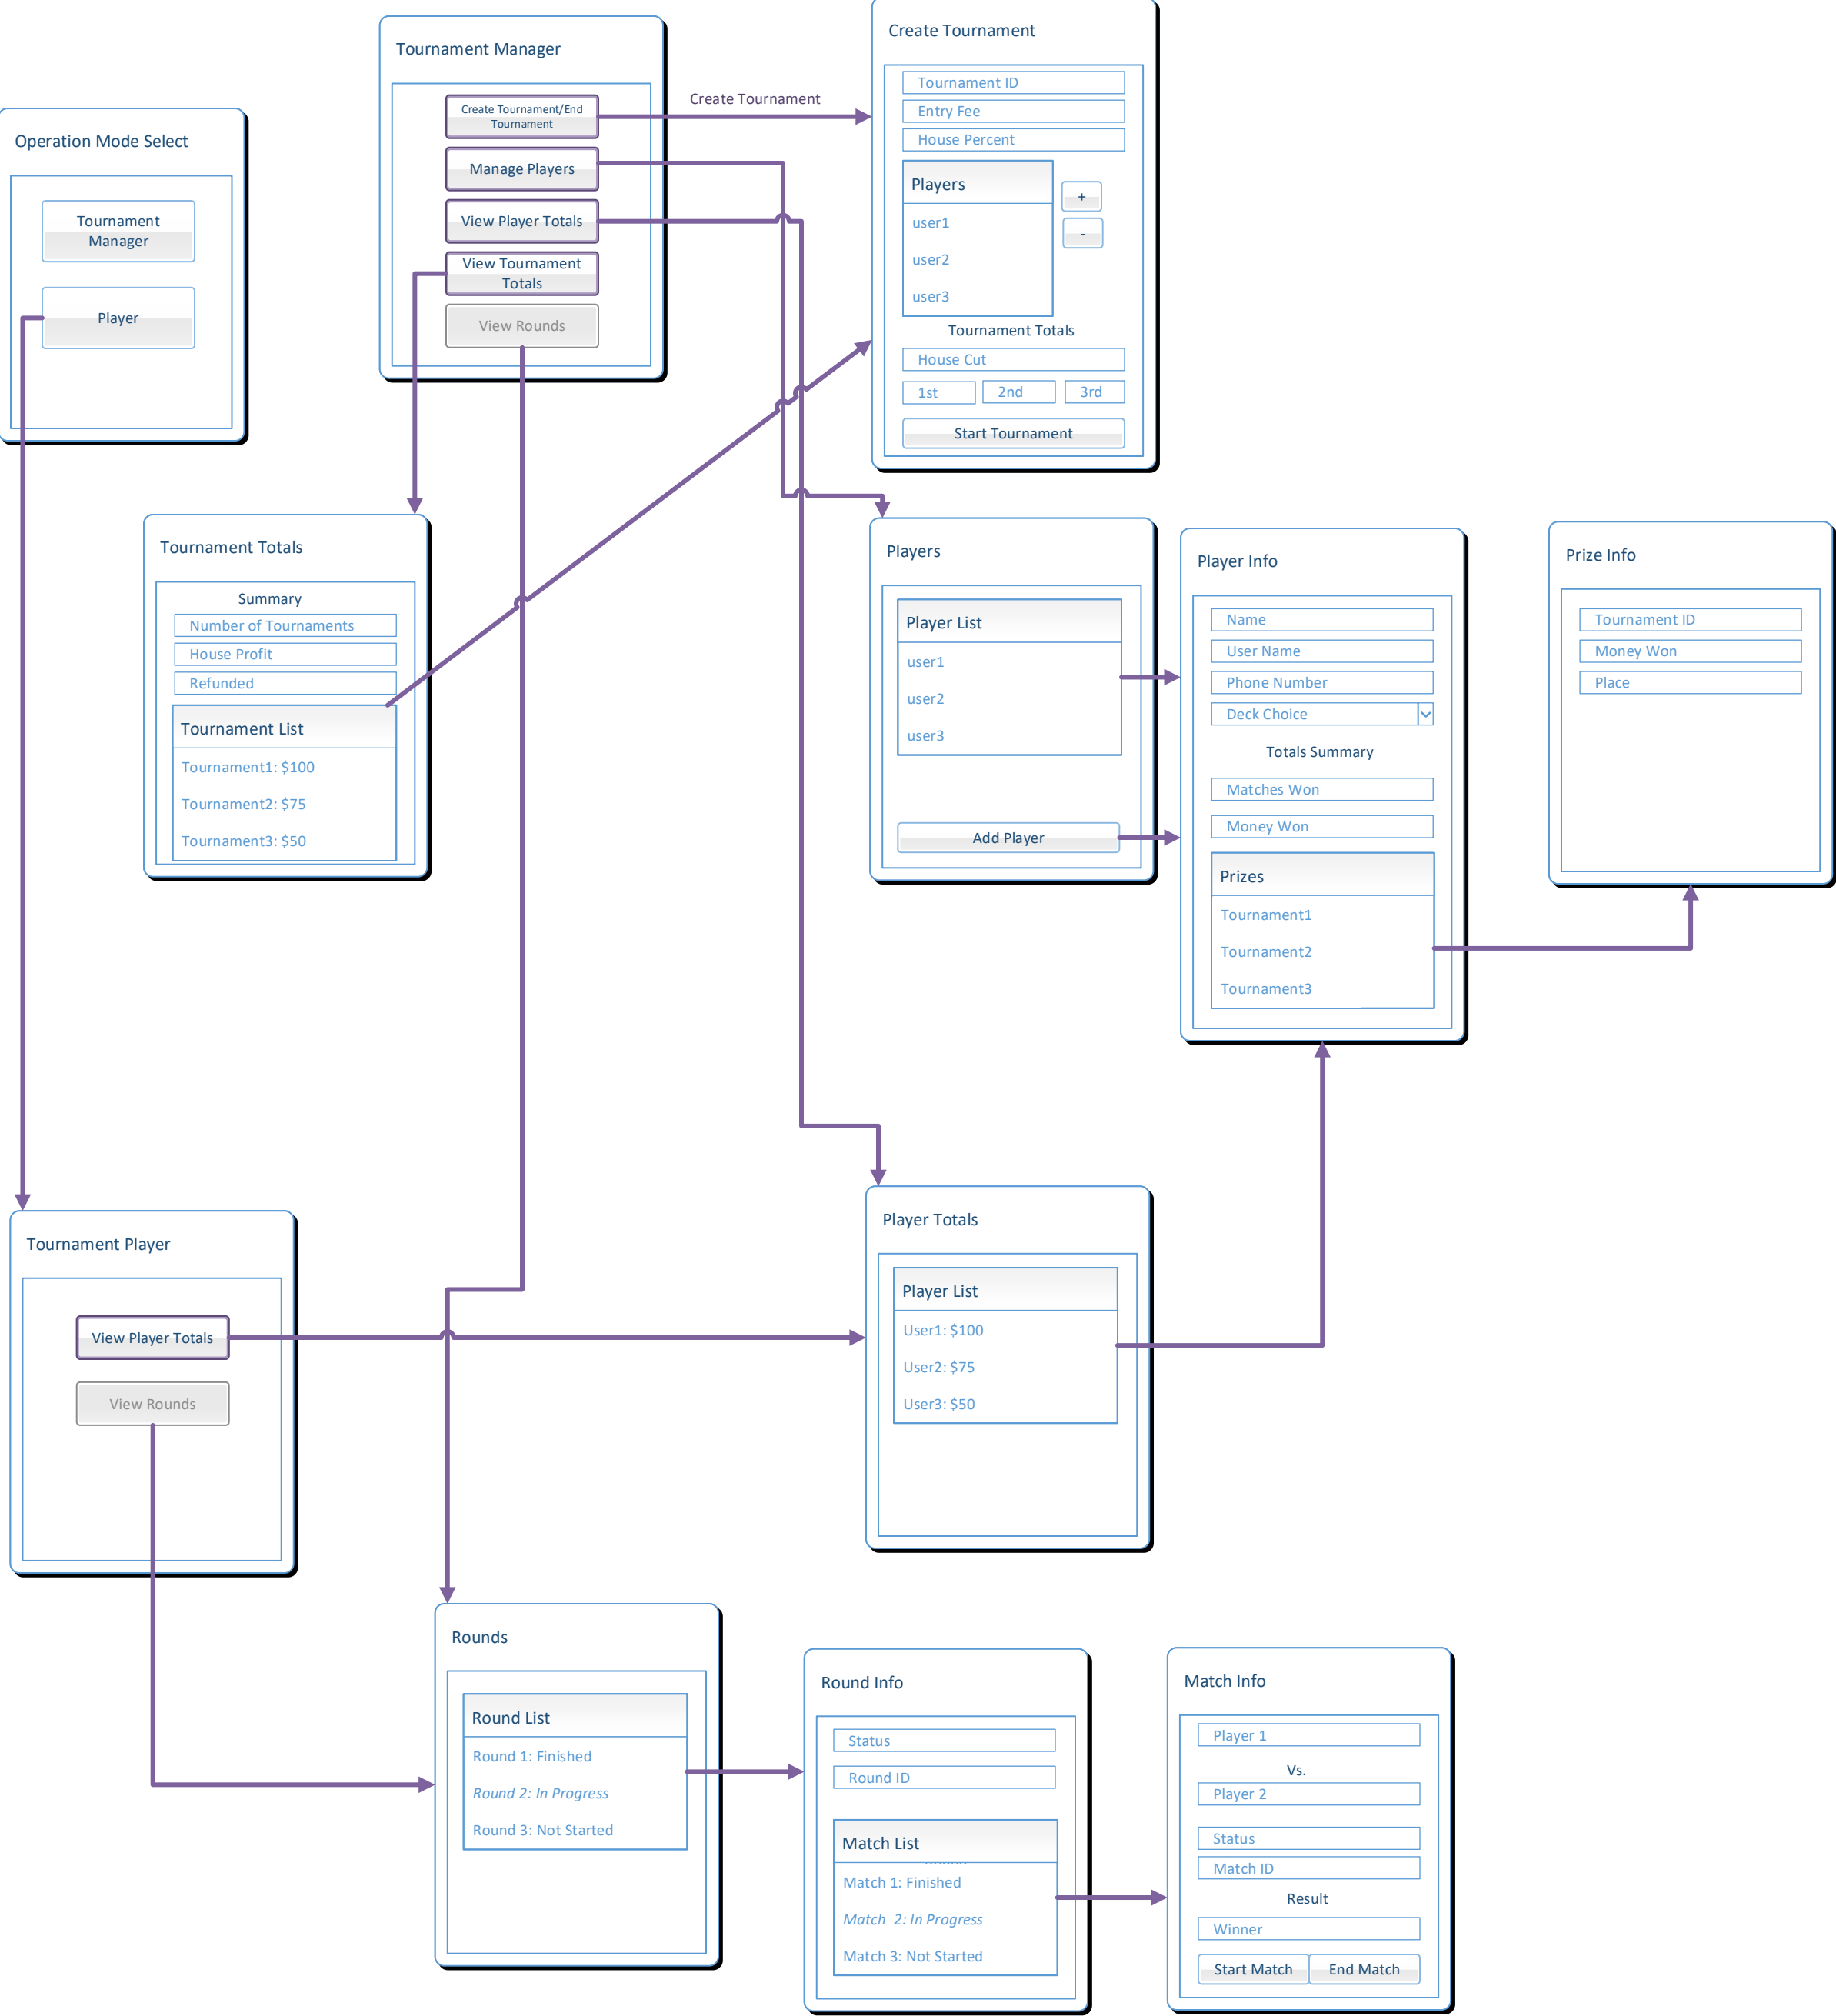 Operation Mode Select
Tournament
Manager
Player
Tournament Manager
Create Tournament/End
Tournament
Manage Players
View Player Totals
View Tournament
Totals
View Rounds
Create Tournament
Create Tournament
Tournament ID
Entry Fee
House Percent
Players
user1
user2
user3
+
-
Tournament Totals
House Cut
1st
2nd
3rd
Start Tournament
Tournament Totals
Summary
Number of Tournaments
House Profit
Refunded
Tournament List
Tournament1: $100
Tournament2: $75
Tournament3: $50
Players
Player List
user1
user2
user3
Add Player
Player Info
Name
User Name
Phone Number
Deck Choice
Totals Summary
Matches Won
Money Won
Prizes
Tournament1
Tournament2
Tournament3
Prize Info
Tournament ID
Money Won
Place
Tournament Player
View Player Totals
View Rounds
Player Totals
Player List
User1: $100
User2: $75
User3: $50
Rounds
Round List
Round 1: Finished
Round 2: In Progress
Round 3: Not Started
Round Info
Status
Round ID
Match List
Match 1: Finished
Match  2: In Progress
Match 3: Not Started
Match Info
Player 1
Vs.
Player 2
Status
Match ID
Result
Winner
Start Match
End Match